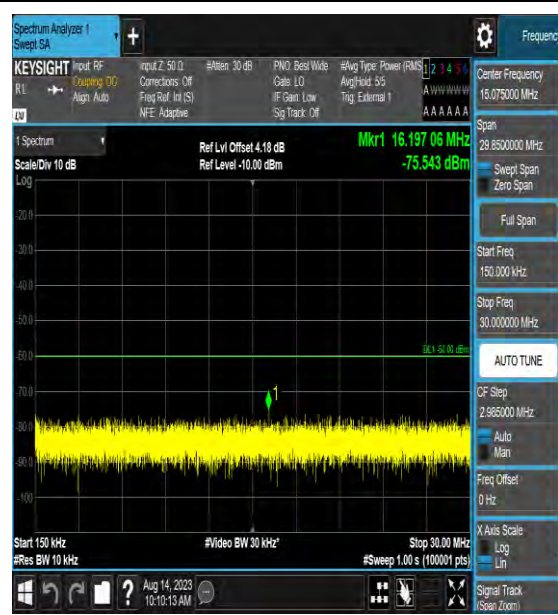 Spectrum Analyzer 1
Swept SA
+
Frequency
KEYSIGHT
RL
Input: RF
Coupling: DC
Align: Auto
Input Z: 50 Ω
Corrections: Off
Freq Ref: Int (S)
NFE: Adaptive
#Atten: 30 dB
PNO: Best Wide
Gate: LO
IF Gain: Low
Sig Track: Off
#Avg Type: Power (RMS
Avg|Hold: 5/5
Trig: External 1
1 2 3 4 5 6
A W W W W W
A A A A A A
LXI
1 Spectrum
Scale/Div 10 dB
Ref Lvl Offset 4.18 dB
Ref Level -10.00 dBm
Mkr1 16.197 06 MHz
-75.543 dBm
Log
-20.0
-30.0
-40.0
-50.0
-60.0
-70.0
-80.0
-90.0
-100
DL1 -60.00 dBm
1
Start 150 kHz
#Res BW 10 kHz
#Video BW 30 kHz*
Stop 30.00 MHz
#Sweep 1.00 s (100001 pts)
Center Frequency
15.075000 MHz
Span
29.8500000 MHz
Swept Span
Zero Span
Full Span
Start Freq
150.000 kHz
Stop Freq
30.000000 MHz
AUTO TUNE
CF Step
2.985000 MHz
Auto
Man
Freq Offset
0 Hz
X Axis Scale
Log
Lin
Signal Track
(Span Zoom)
?
Aug 14, 2023
10:10:13 AM